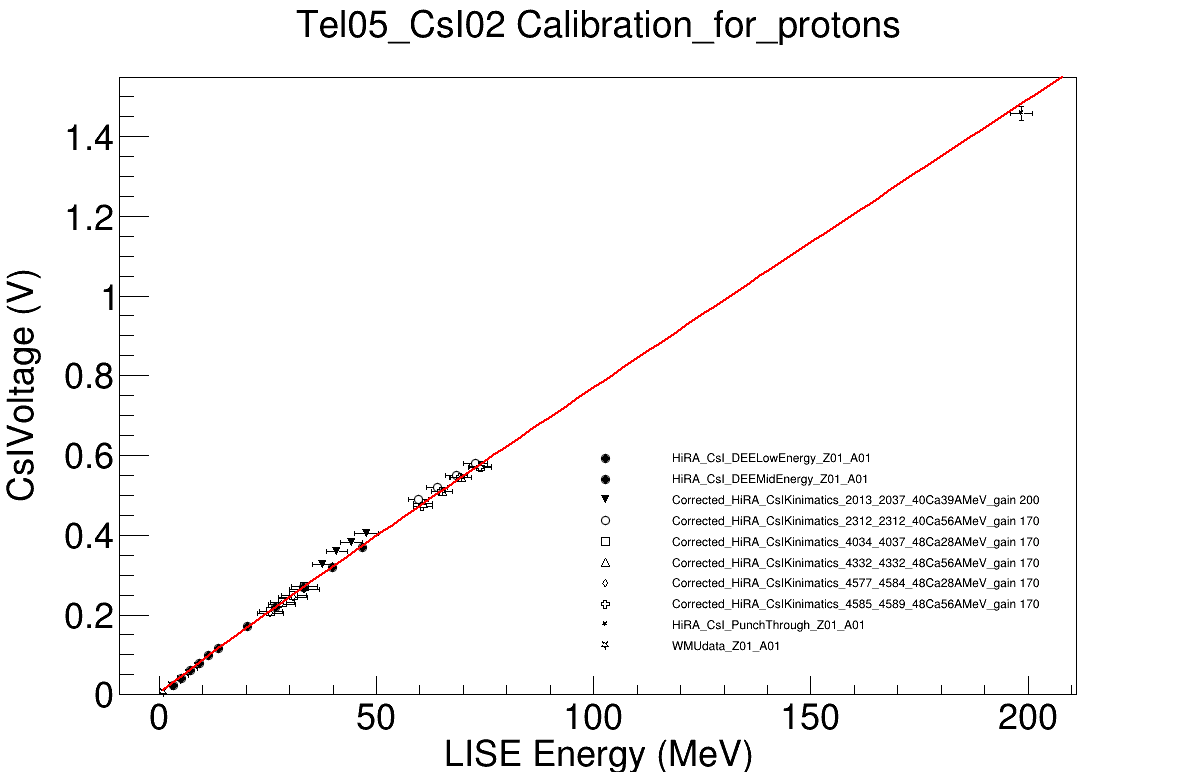 Tel05_CsI02 Calibration_for_protons
CsIVoltage (V)
1.4
1.2
1
0.8
0.6
0.4
0.2
0
HiRA_CsI_DEELowEnergy_Z01_A01
HiRA_CsI_DEEMidEnergy_Z01_A01
Corrected_HiRA_CsIKinimatics_2013_2037_40Ca39AMeV_gain 200
Corrected_HiRA_CsIKinimatics_2312_2312_40Ca56AMeV_gain 170
Corrected_HiRA_CsIKinimatics_4034_4037_48Ca28AMeV_gain 170
Corrected_HiRA_CsIKinimatics_4332_4332_48Ca56AMeV_gain 170
Corrected_HiRA_CsIKinimatics_4577_4584_48Ca28AMeV_gain 170
Corrected_HiRA_CsIKinimatics_4585_4589_48Ca56AMeV_gain 170
HiRA_CsI_PunchThrough_Z01_A01
WMUdata_Z01_A01
0 50 100 150 200
LISE Energy (MeV)